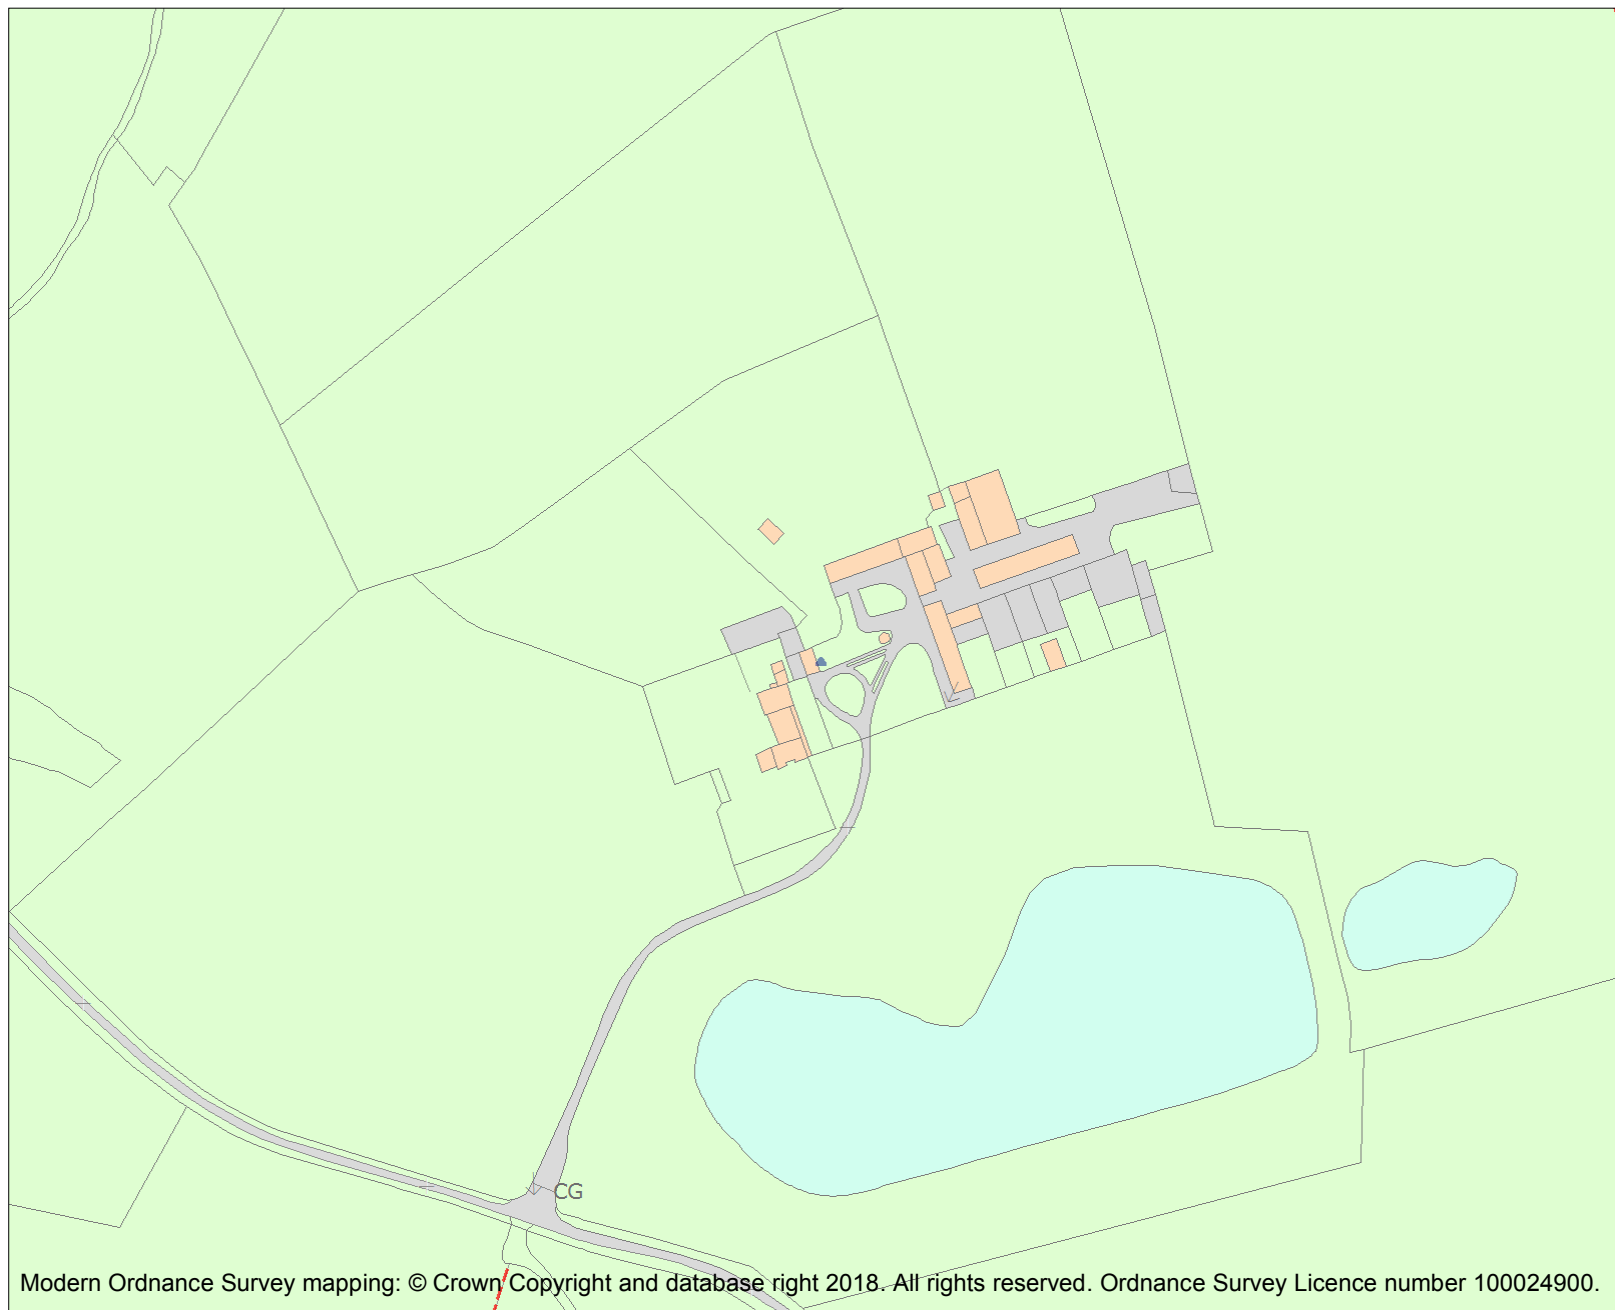 CG
Modern Ordnance Survey mapping: © Crown Copyright and database right 2018. All rights reserved. Ordnance Survey Licence number 100024900.